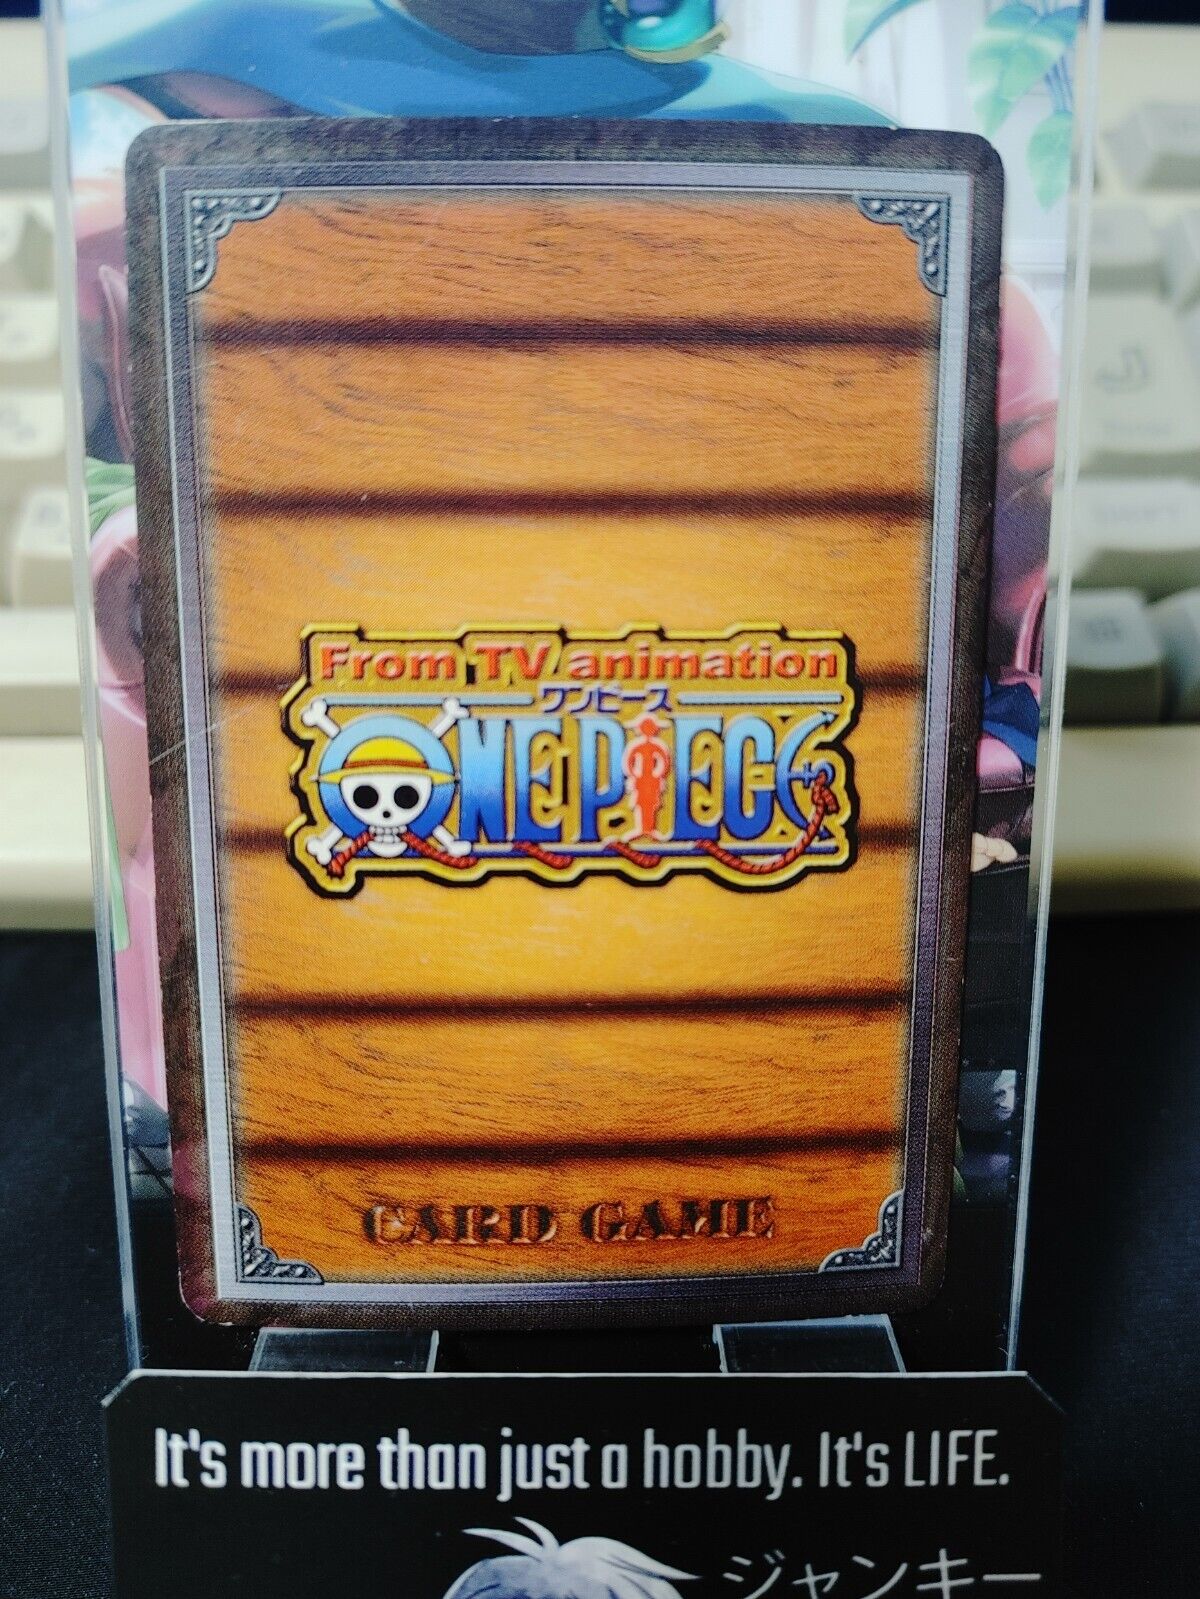 From TV animation
ワンピース
ONE PIECE
CARD GAME
It's more than just a hobby. It's LIFE.
ジャンキー